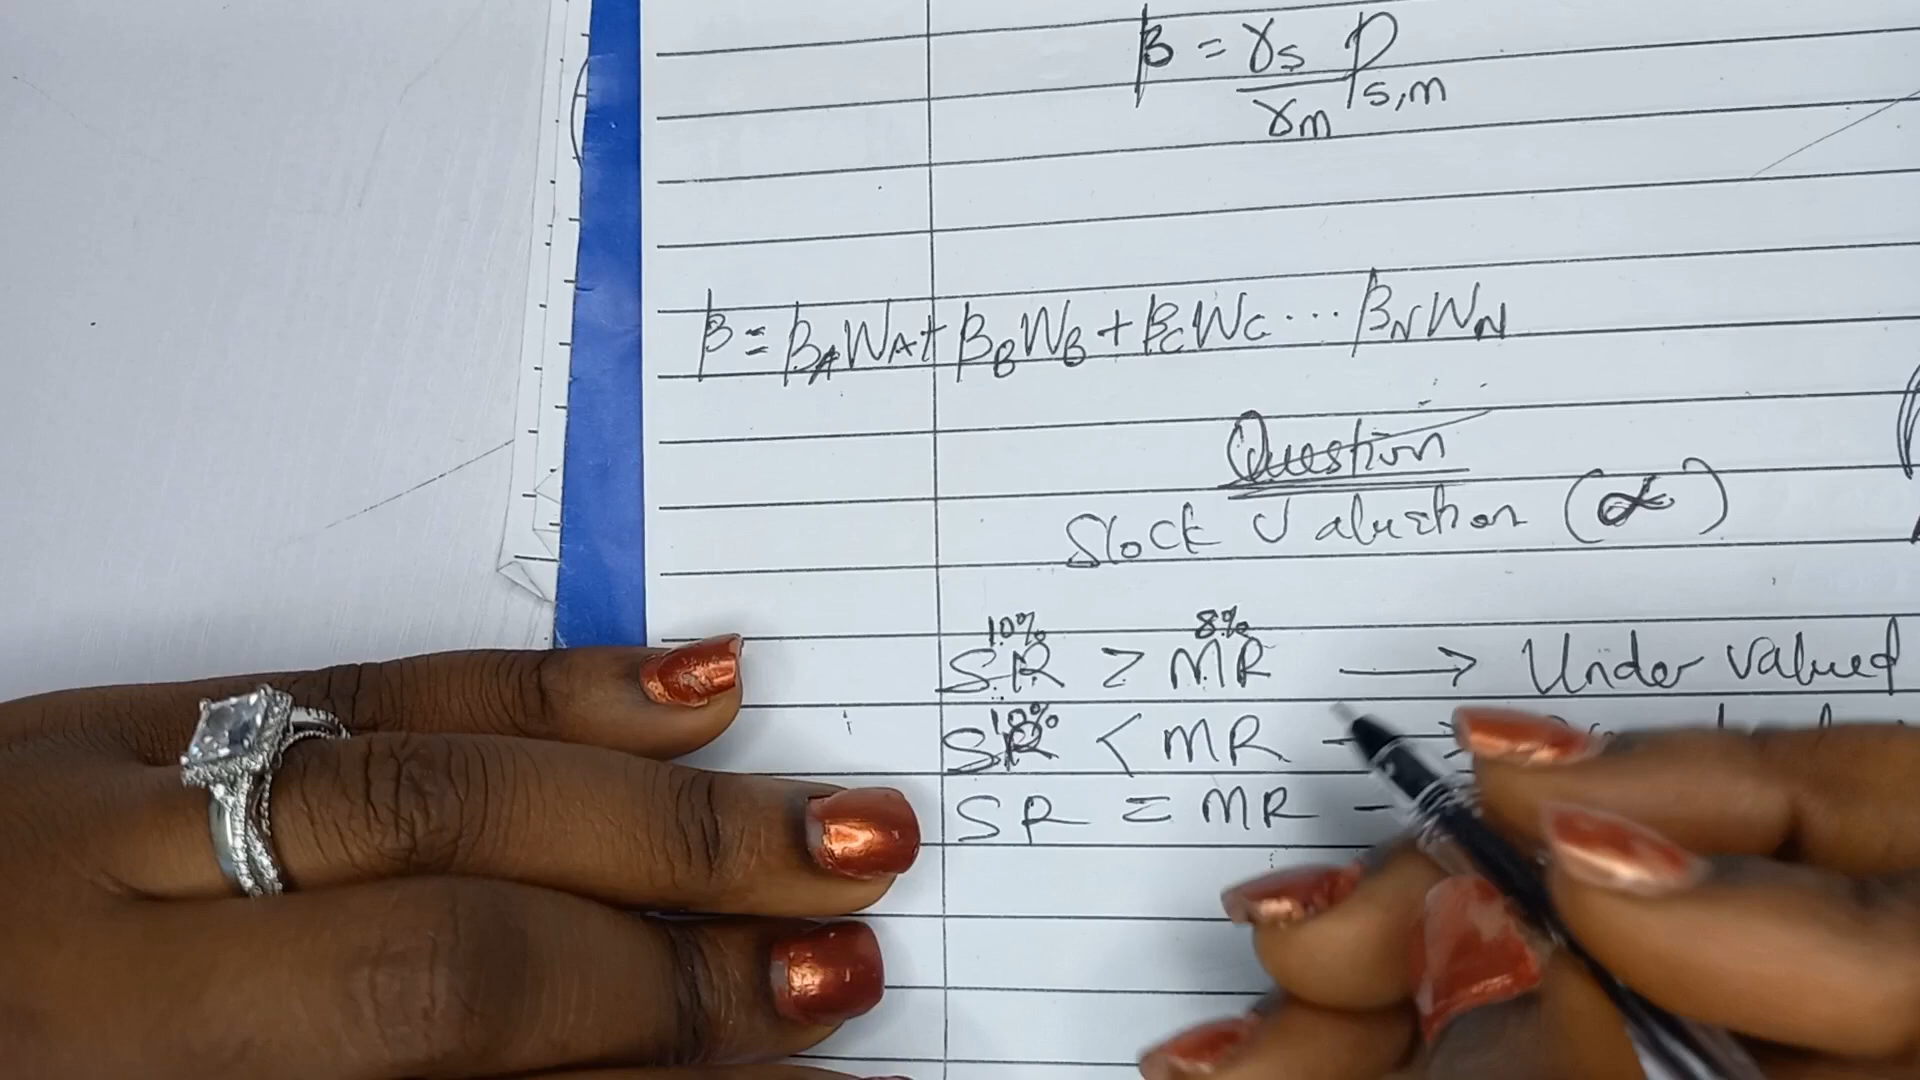 β = γs ρs,m
γm
β = βAWA + βBWB + βCWC ... βNWN
Question
Stock Valuation (α)
10% 8%
SR > MR → Under valued
10%
SR < MR →
SR = MR –